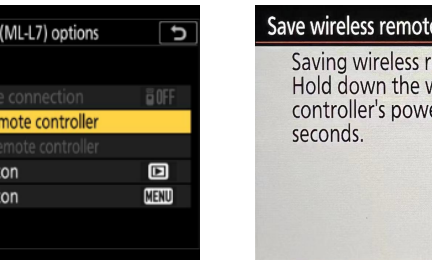 (ML-L7) options
connection
OFF
mote controller
emote controller
on
on
MENU
Save wireless remote
Saving wireless r
Hold down the w
controller's powe
seconds.